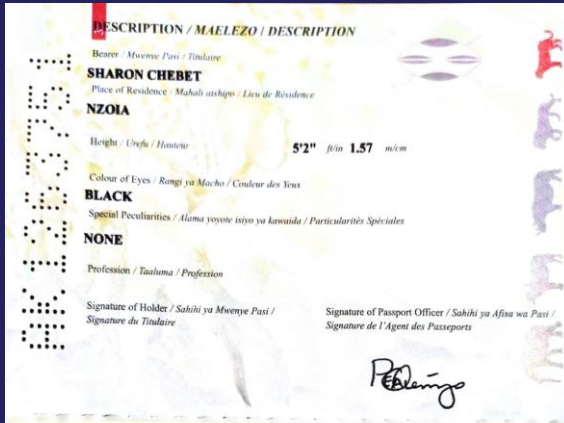 DESCRIPTION / MAELEZO / DESCRIPTION
Bearer / Mwenye Pasi / Titulaire
SHARON CHEBET
Place of Residence / Mahali aishipo / Lieu de Résidence
NZOIA
Height / Urefu / Hauteur 5'2" ft/in 1.57 m/cm
Colour of Eyes / Rangi ya Macho / Couleur des Yeux
BLACK
Special Peculiarities / Alama yoyote isiyo ya kawaida / Particularités Spéciales
NONE
Profession / Taaluma / Profession
Signature of Holder / Sahihi ya Mwenye Pasi /
Signature du Titulaire
Signature of Passport Officer / Sahihi ya Afisa wa Pasi /
Signature de l'Agent des Passeports